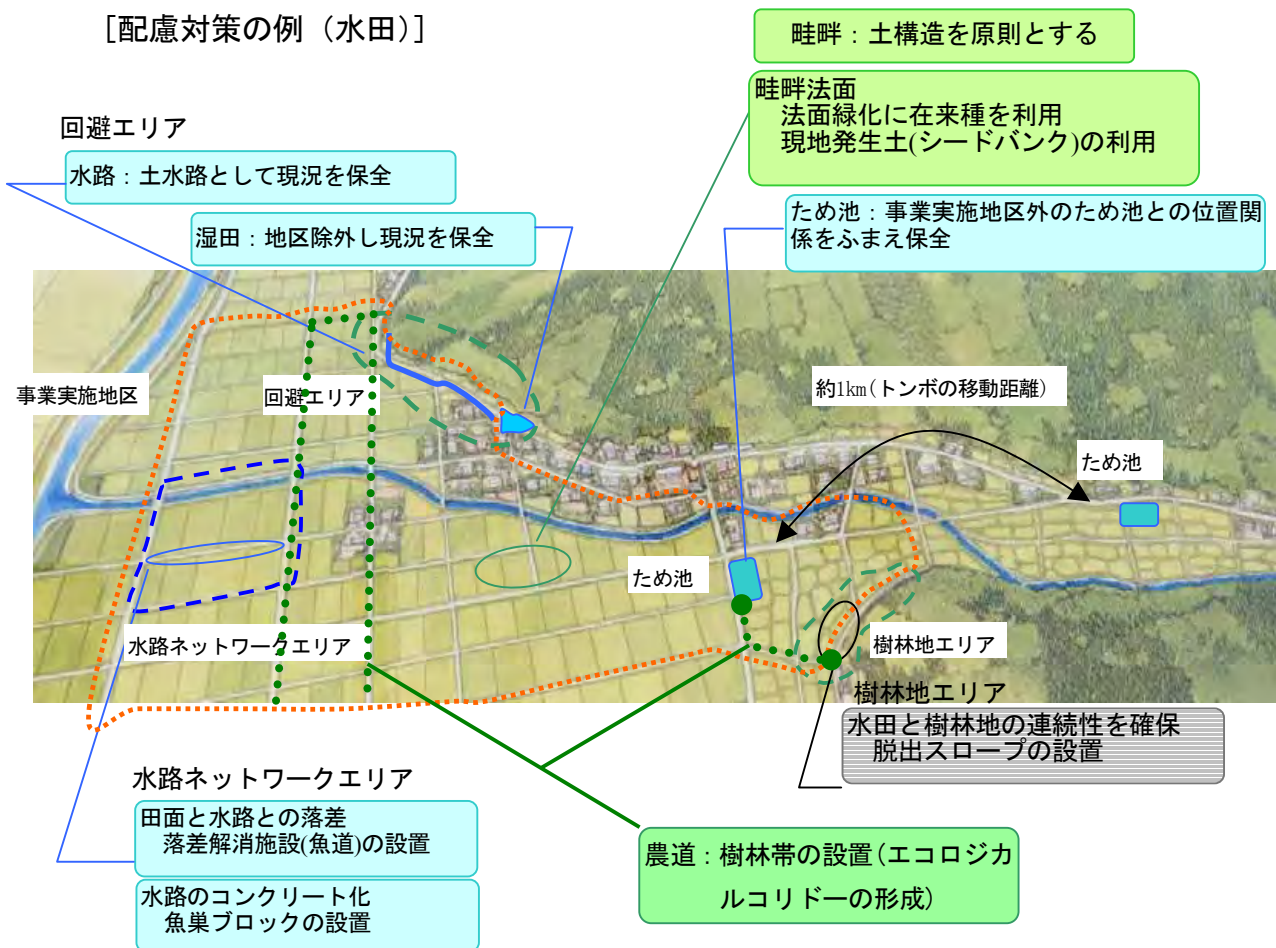 [配慮対策の例（水田）]
畦畔：土構造を原則とする
畦畔法面
法面緑化に在来種を利用
現地発生土(シードバンク)の利用
回避エリア
水路：土水路として現況を保全
湿田：地区除外し現況を保全
ため池：事業実施地区外のため池との位置関
係をふまえ保全
事業実施地区
回避エリア
約1km(トンボの移動距離)
ため池
ため池
水路ネットワークエリア
樹林地エリア
樹林地エリア
水田と樹林地の連続性を確保
脱出スロープの設置
水路ネットワークエリア
田面と水路との落差
落差解消施設(魚道)の設置
水路のコンクリート化
魚巣ブロックの設置
農道：樹林帯の設置(エコロジカ
ルコリドーの形成)